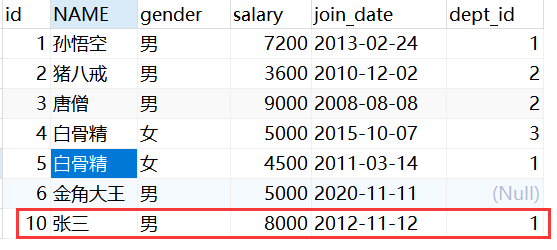 id NAME gender salary join_date dept_id
1 孙悟空 男 7200 2013-02-24 1
2 猪八戒 男 3600 2010-12-02 2
3 唐僧 男 9000 2008-08-08 2
4 白骨精 女 5000 2015-10-07 3
5 白骨精 女 4500 2011-03-14 1
6 金角大王 男 5000 2020-11-11 (Null)
10 张三 男 8000 2012-11-12 1